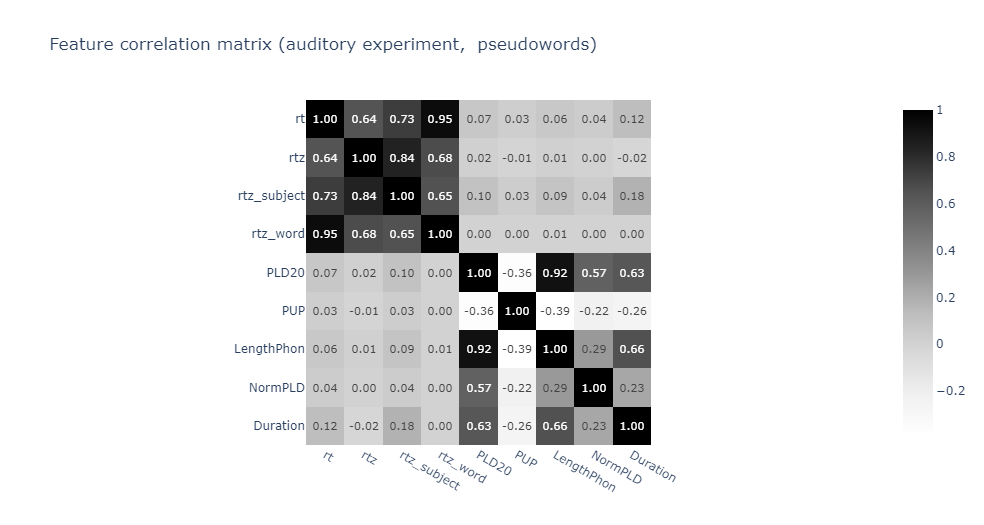 Feature correlation matrix (auditory experiment,  pseudowords)
rt 1.00 0.64 0.73 0.95 0.07 0.03 0.06 0.04 0.12
rtz 0.64 1.00 0.84 0.68 0.02 -0.01 0.01 0.00 -0.02
rtz_subject 0.73 0.84 1.00 0.65 0.10 0.03 0.09 0.04 0.18
rtz_word 0.95 0.68 0.65 1.00 0.00 0.00 0.01 0.00 0.00
PLD20 0.07 0.02 0.10 0.00 1.00 -0.36 0.92 0.57 0.63
PUP 0.03 -0.01 0.03 0.00 -0.36 1.00 -0.39 -0.22 -0.26
LengthPhon 0.06 0.01 0.09 0.01 0.92 -0.39 1.00 0.29 0.66
NormPLD 0.04 0.00 0.04 0.00 0.57 -0.22 0.29 1.00 0.23
Duration 0.12 -0.02 0.18 0.00 0.63 -0.26 0.66 0.23 1.00
rt rtz rtz_subject rtz_word PLD20 PUP LengthPhon NormPLD Duration
1
0.8
0.6
0.4
0.2
0
−0.2